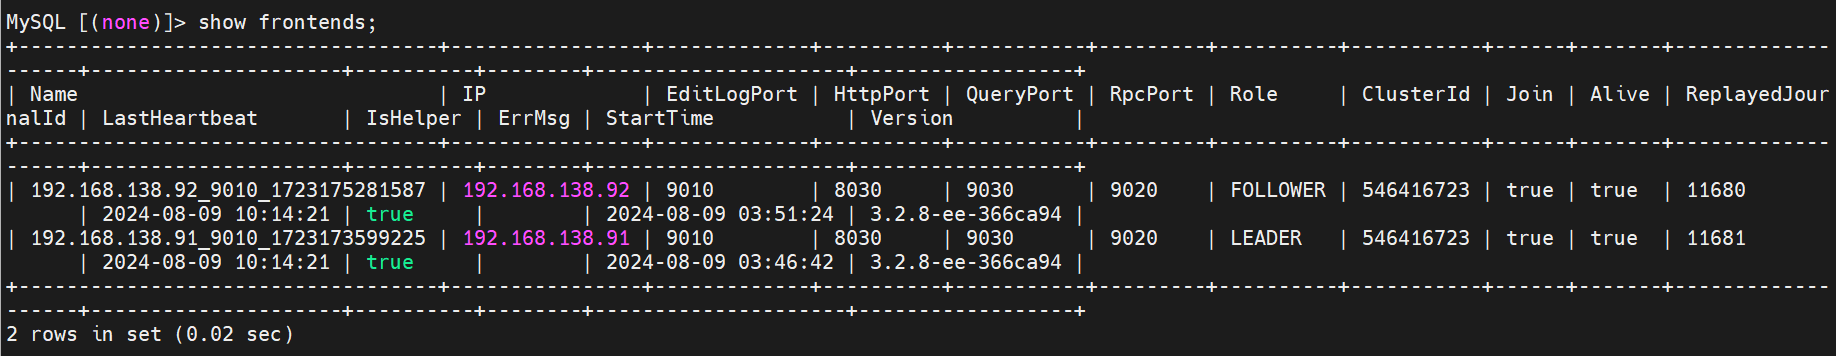 MySQL [(none)]> show frontends;
+-----------------------------------+----------------+-------------+----------+-----------+---------+----------+-----------+------+-------+-------------
------+---------------------+----------+--------+---------------------+------------------+
| Name                              | IP             | EditLogPort | HttpPort | QueryPort | RpcPort | Role     | ClusterId | Join | Alive | ReplayedJour
nalId | LastHeartbeat       | IsHelper | ErrMsg | StartTime           | Version          |
+-----------------------------------+----------------+-------------+----------+-----------+---------+----------+-----------+------+-------+-------------
------+---------------------+----------+--------+---------------------+------------------+
| 192.168.138.92_9010_1723175281587 | 192.168.138.92 | 9010        | 8030     | 9030      | 9020    | FOLLOWER | 546416723 | true | true  | 11680
      | 2024-08-09 10:14:21 | true     |        | 2024-08-09 03:51:24 | 3.2.8-ee-366ca94 |
| 192.168.138.91_9010_1723173599225 | 192.168.138.91 | 9010        | 8030     | 9030      | 9020    | LEADER   | 546416723 | true | true  | 11681
      | 2024-08-09 10:14:21 | true     |        | 2024-08-09 03:46:42 | 3.2.8-ee-366ca94 |
+-----------------------------------+----------------+-------------+----------+-----------+---------+----------+-----------+------+-------+-------------
------+---------------------+----------+--------+---------------------+------------------+
2 rows in set (0.02 sec)